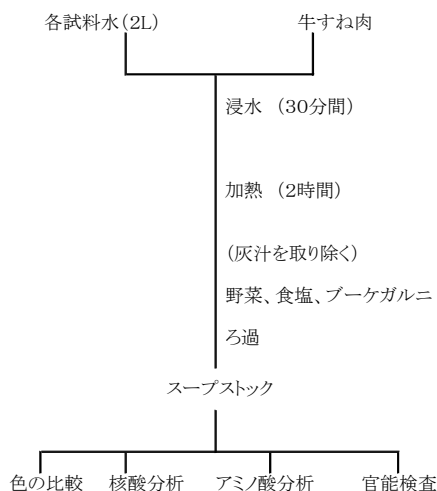 各試料水(2L) 牛すね肉
浸水 (30分間)
加熱 (2時間)
(灰汁を取り除く)
野菜、食塩、ブーケガルニ
ろ過
スープストック
色の比較 核酸分析 アミノ酸分析 官能検査